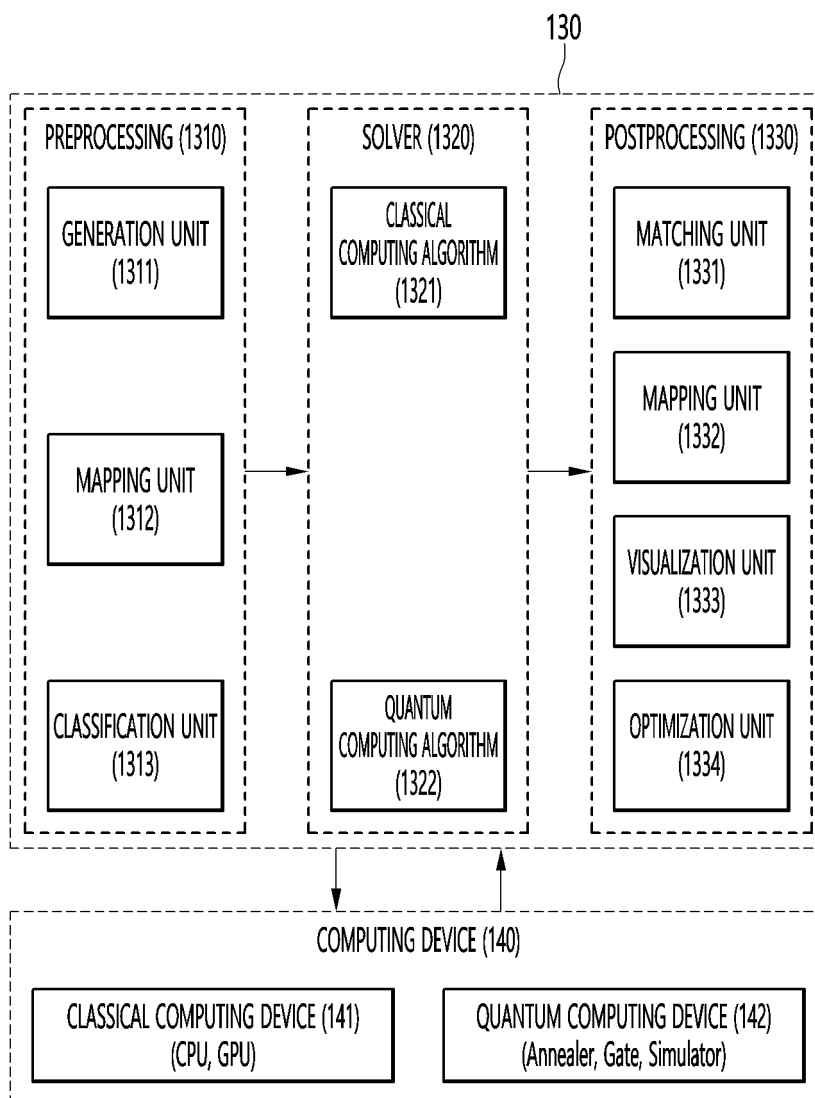 130
PREPROCESSING (1310)
GENERATION UNIT
(1311)
MAPPING UNIT
(1312)
CLASSIFICATION UNIT
(1313)
SOLVER (1320)
CLASSICAL
COMPUTING ALGORITHM
(1321)
QUANTUM
COMPUTING ALGORITHM
(1322)
POSTPROCESSING (1330)
MATCHING UNIT
(1331)
MAPPING UNIT
(1332)
VISUALIZATION UNIT
(1333)
OPTIMIZATION UNIT
(1334)
COMPUTING DEVICE (140)
CLASSICAL COMPUTING DEVICE (141)
(CPU, GPU)
QUANTUM COMPUTING DEVICE (142)
(Annealer, Gate, Simulator)